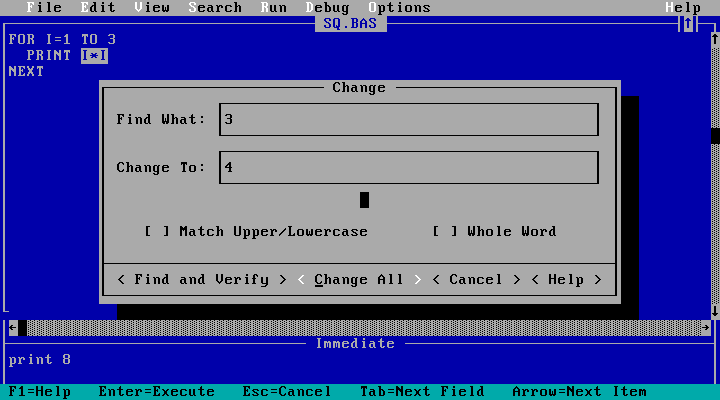 File Edit View Search Run Debug Options Help
SQ.BAS
FOR I=1 TO 3
PRINT I*I
NEXT
Change
Find What: 3
Change To: 4
[ ] Match Upper/Lowercase [ ] Whole Word
< Find and Verify > < Change All > < Cancel > < Help >
Immediate
print 8
F1=Help Enter=Execute Esc=Cancel Tab=Next Field Arrow=Next Item